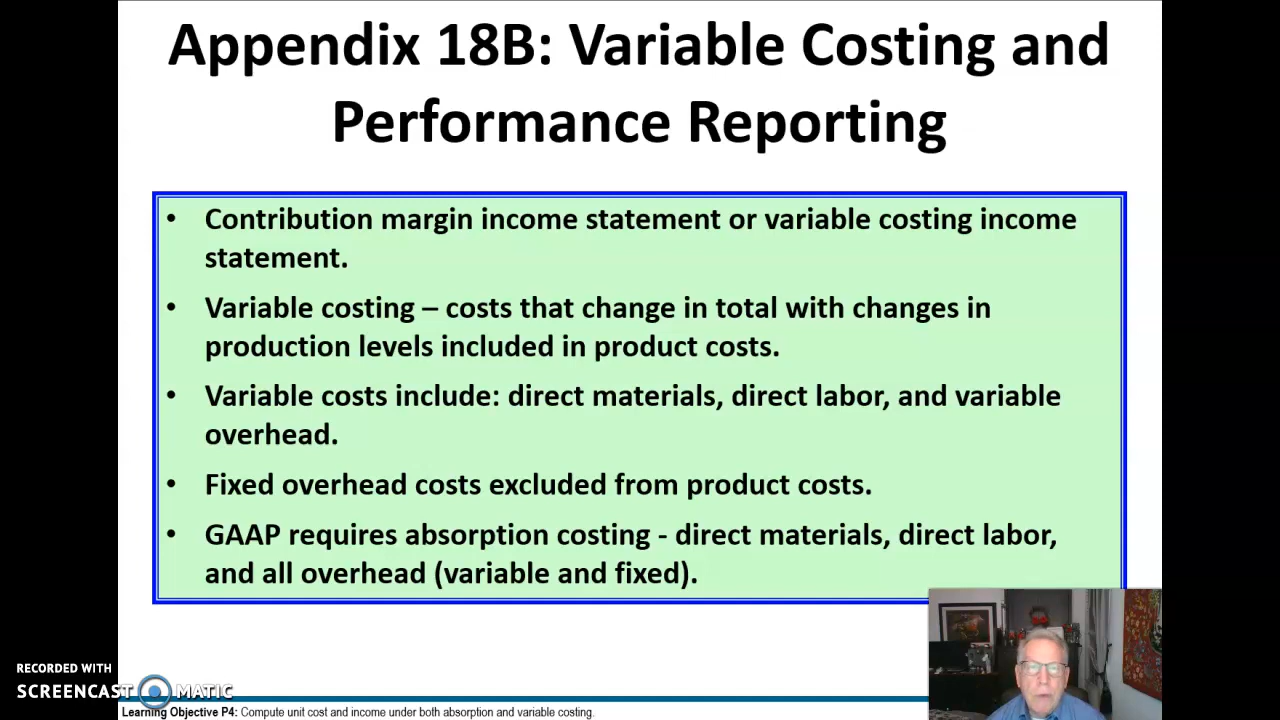 Appendix 18B: Variable Costing and
Performance Reporting
• Contribution margin income statement or variable costing income
statement.
• Variable costing – costs that change in total with changes in
production levels included in product costs.
• Variable costs include: direct materials, direct labor, and variable
overhead.
• Fixed overhead costs excluded from product costs.
• GAAP requires absorption costing - direct materials, direct labor,
and all overhead (variable and fixed).
RECORDED WITH
SCREENCAST MATIC
Learning Objective P4: Compute unit cost and income under both absorption and variable costing.